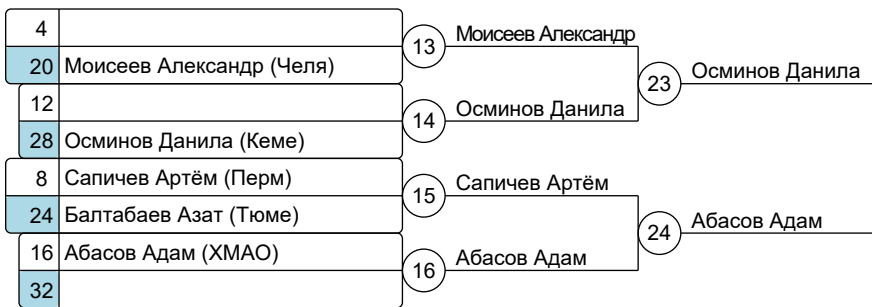 4
13 Моисеев Александр
20 Моисеев Александр (Челя)
23 Осминов Данила
12
14 Осминов Данила
28 Осминов Данила (Кеме)
8 Сапичев Артём (Перм)
15 Сапичев Артём
24 Балтабаев Азат (Тюме)
24 Абасов Адам
16 Абасов Адам (ХМАО)
16 Абасов Адам
32